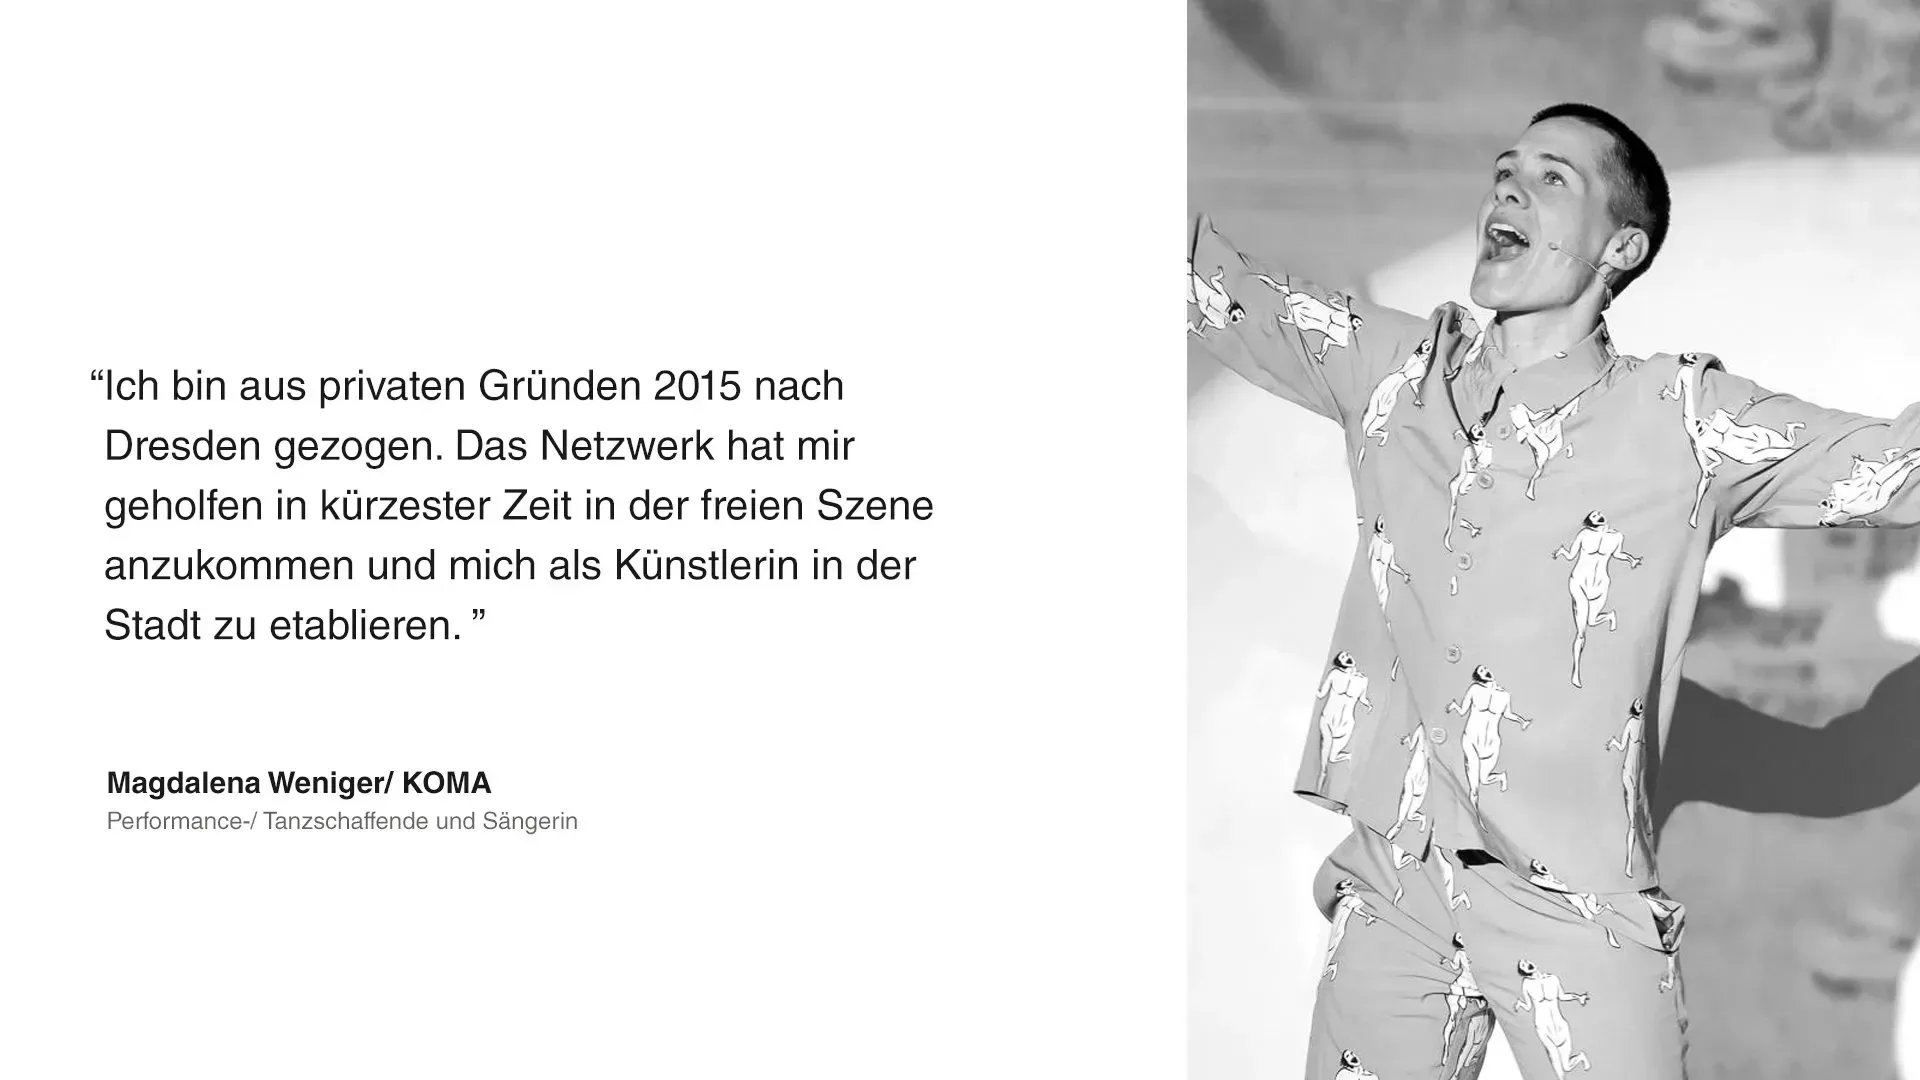 “Ich bin aus privaten Gründen 2015 nach
Dresden gezogen. Das Netzwerk hat mir
geholfen in kürzester Zeit in der freien Szene
anzukommen und mich als Künstlerin in der
Stadt zu etablieren. ”
Magdalena Weniger/ KOMA
Performance-/ Tanzschaffende und Sängerin